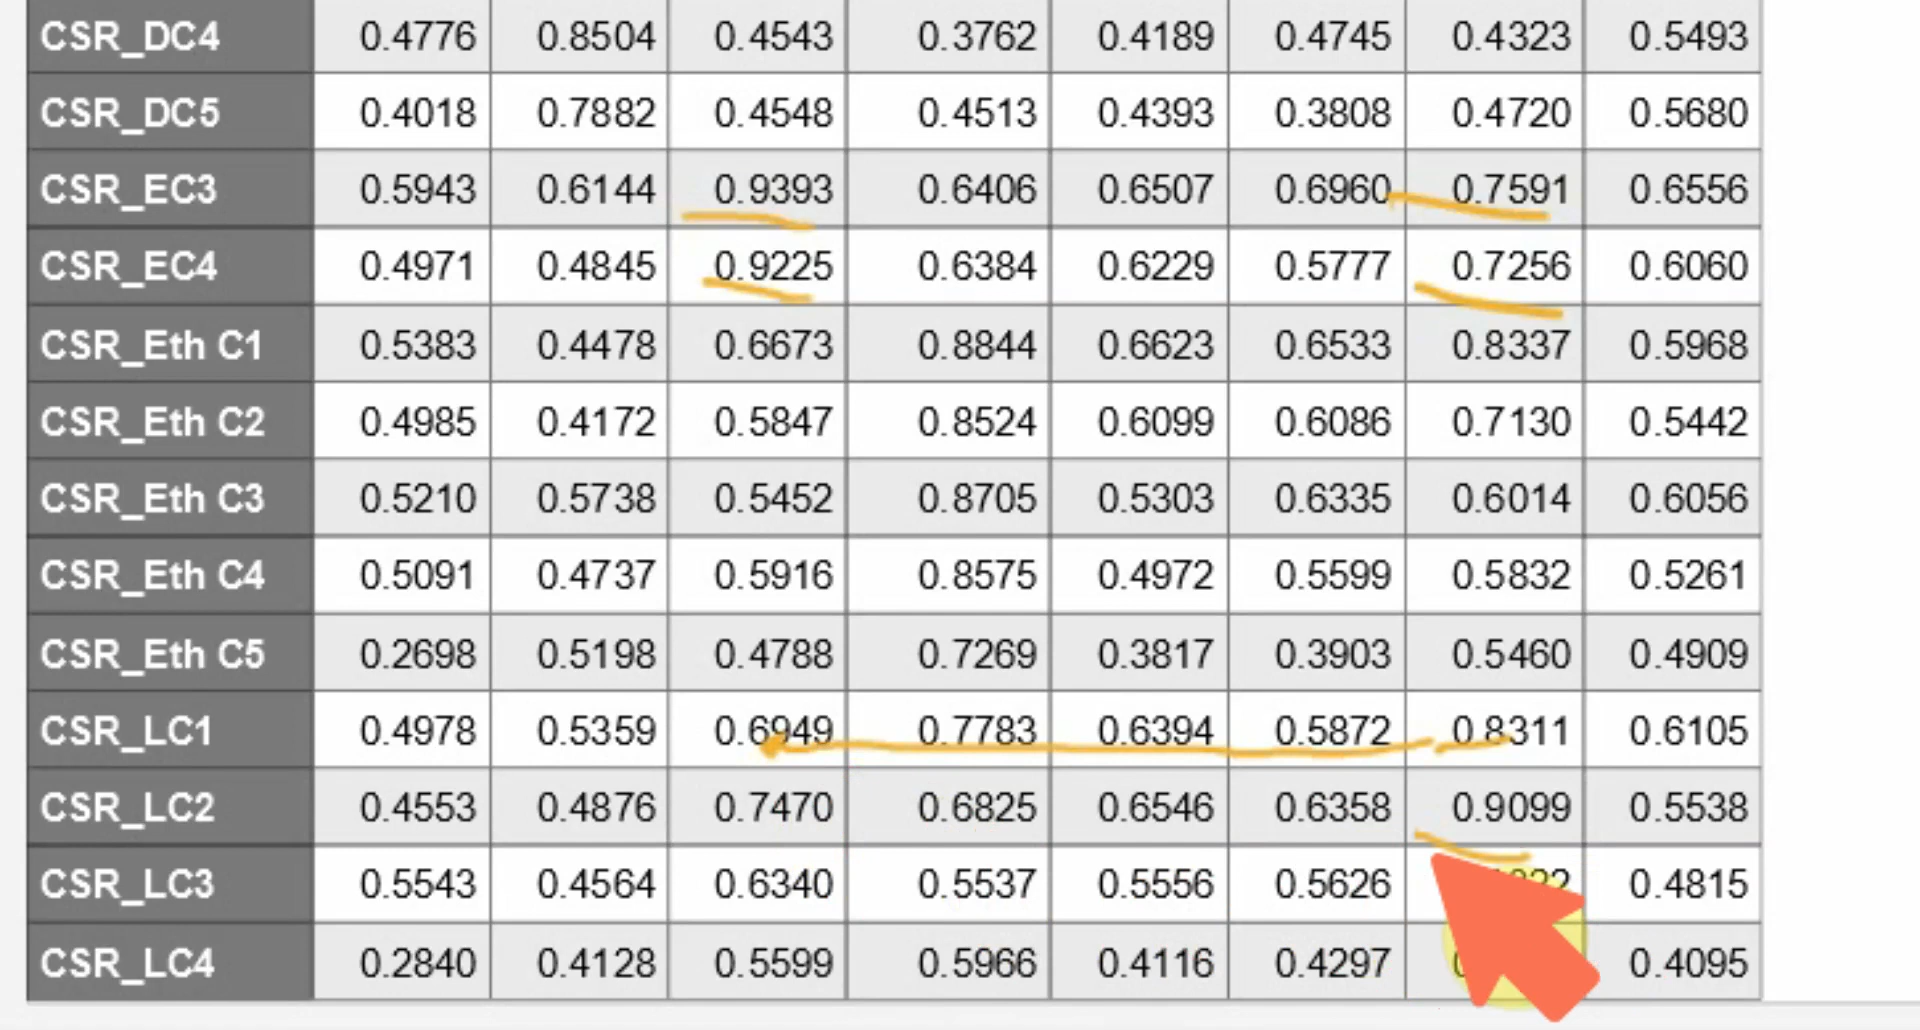 CSR_DC4 0.4776 0.8504 0.4543 0.3762 0.4189 0.4745 0.4323 0.5493
CSR_DC5 0.4018 0.7882 0.4548 0.4513 0.4393 0.3808 0.4720 0.5680
CSR_EC3 0.5943 0.6144 0.9393 0.6406 0.6507 0.6960 0.7591 0.6556
CSR_EC4 0.4971 0.4845 0.9225 0.6384 0.6229 0.5777 0.7256 0.6060
CSR_Eth C1 0.5383 0.4478 0.6673 0.8844 0.6623 0.6533 0.8337 0.5968
CSR_Eth C2 0.4985 0.4172 0.5847 0.8524 0.6099 0.6086 0.7130 0.5442
CSR_Eth C3 0.5210 0.5738 0.5452 0.8705 0.5303 0.6335 0.6014 0.6056
CSR_Eth C4 0.5091 0.4737 0.5916 0.8575 0.4972 0.5599 0.5832 0.5261
CSR_Eth C5 0.2698 0.5198 0.4788 0.7269 0.3817 0.3903 0.5460 0.4909
CSR_LC1 0.4978 0.5359 0.6949 0.7783 0.6394 0.5872 0.8311 0.6105
CSR_LC2 0.4553 0.4876 0.7470 0.6825 0.6546 0.6358 0.9099 0.5538
CSR_LC3 0.5543 0.4564 0.6340 0.5537 0.5556 0.5626 0.4815
CSR_LC4 0.2840 0.4128 0.5599 0.5966 0.4116 0.4297 0.4095